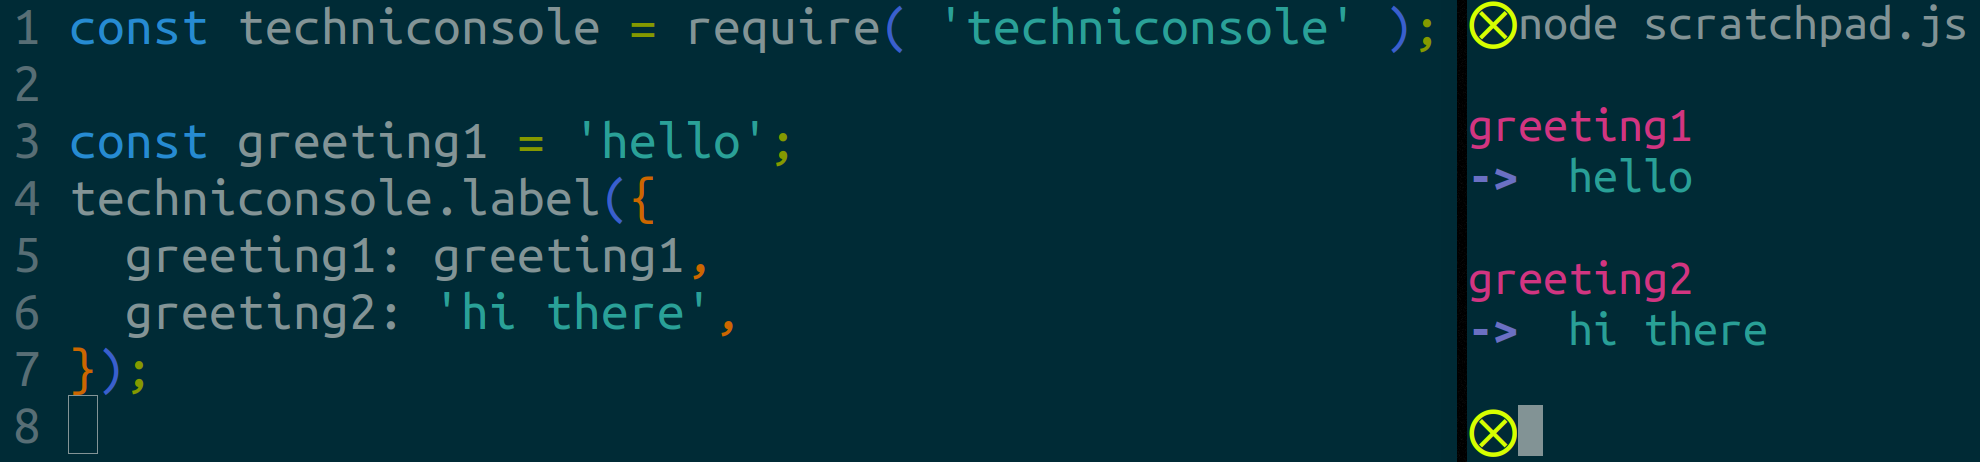 1 const techniconsole = require( 'techniconsole' );
2
3 const greeting1 = 'hello';
4 techniconsole.label({
5   greeting1: greeting1,
6   greeting2: 'hi there',
7 });
8
⨂node scratchpad.js
greeting1
->  hello
greeting2
->  hi there
⨂